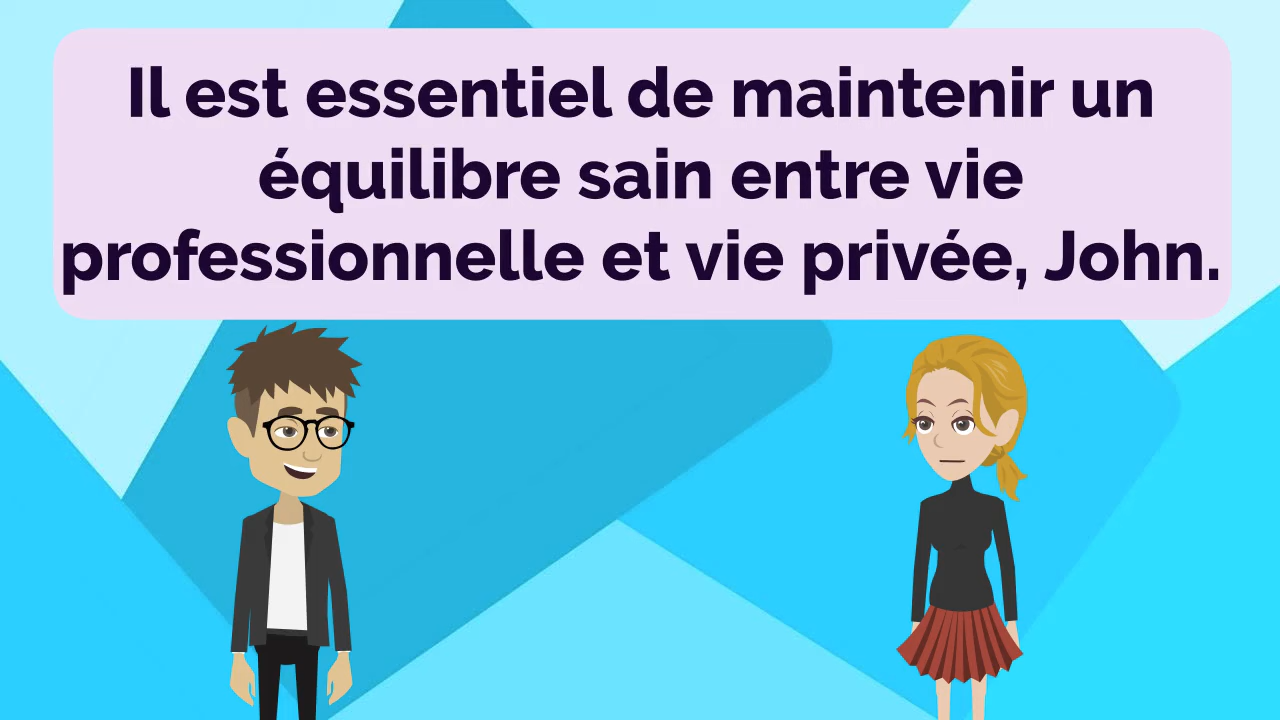 Il est essentiel de maintenir un
équilibre sain entre vie
professionnelle et vie privée, John.